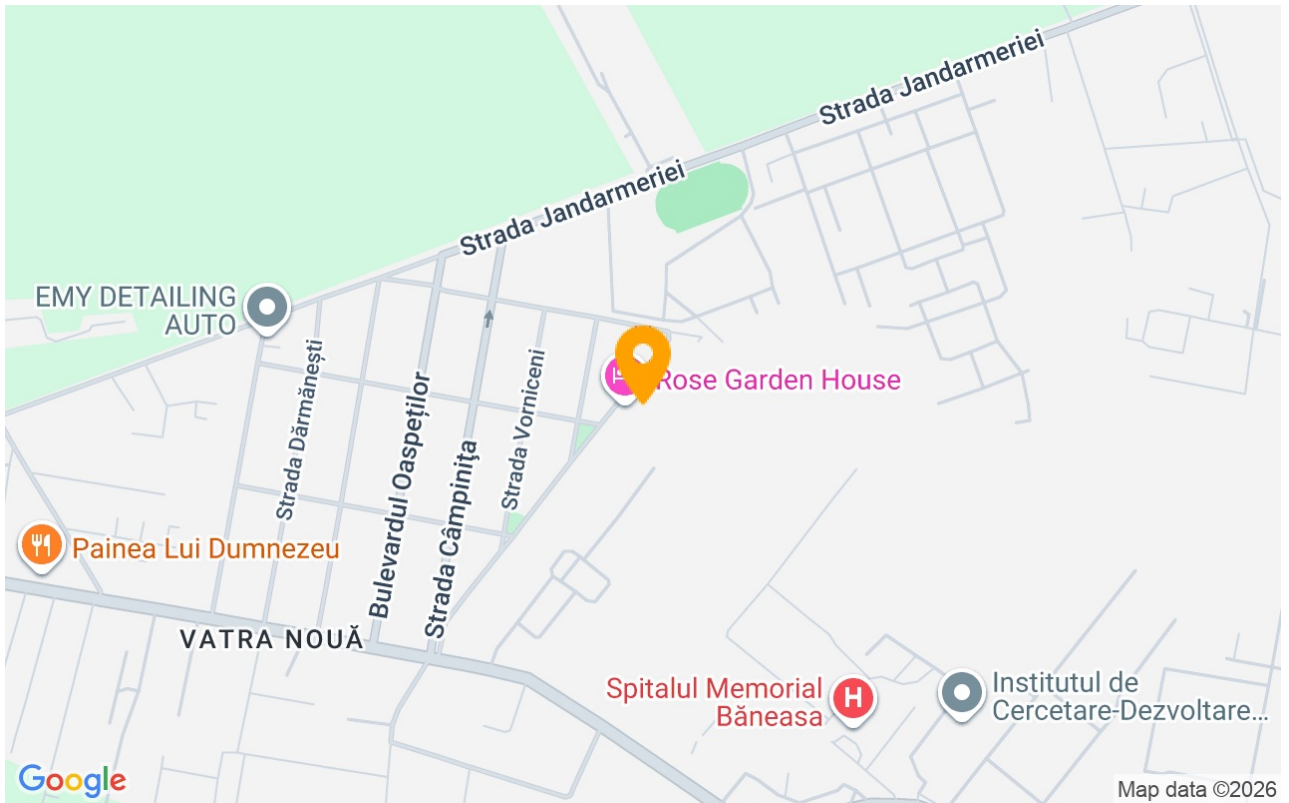 Strada Jandarmeriei
Strada Jandarmeriei
EMY DETAILING
AUTO
Strada Dărmănești
Bulevardul Oaspeților
Strada Câmpinița
Strada Vorniceni
Rose Garden House
Painea Lui Dumnezeu
VATRA NOUĂ
Spitalul Memorial
Băneasa
H
Institutul de
Cercetare-Dezvoltare...
Google
Map data ©2026